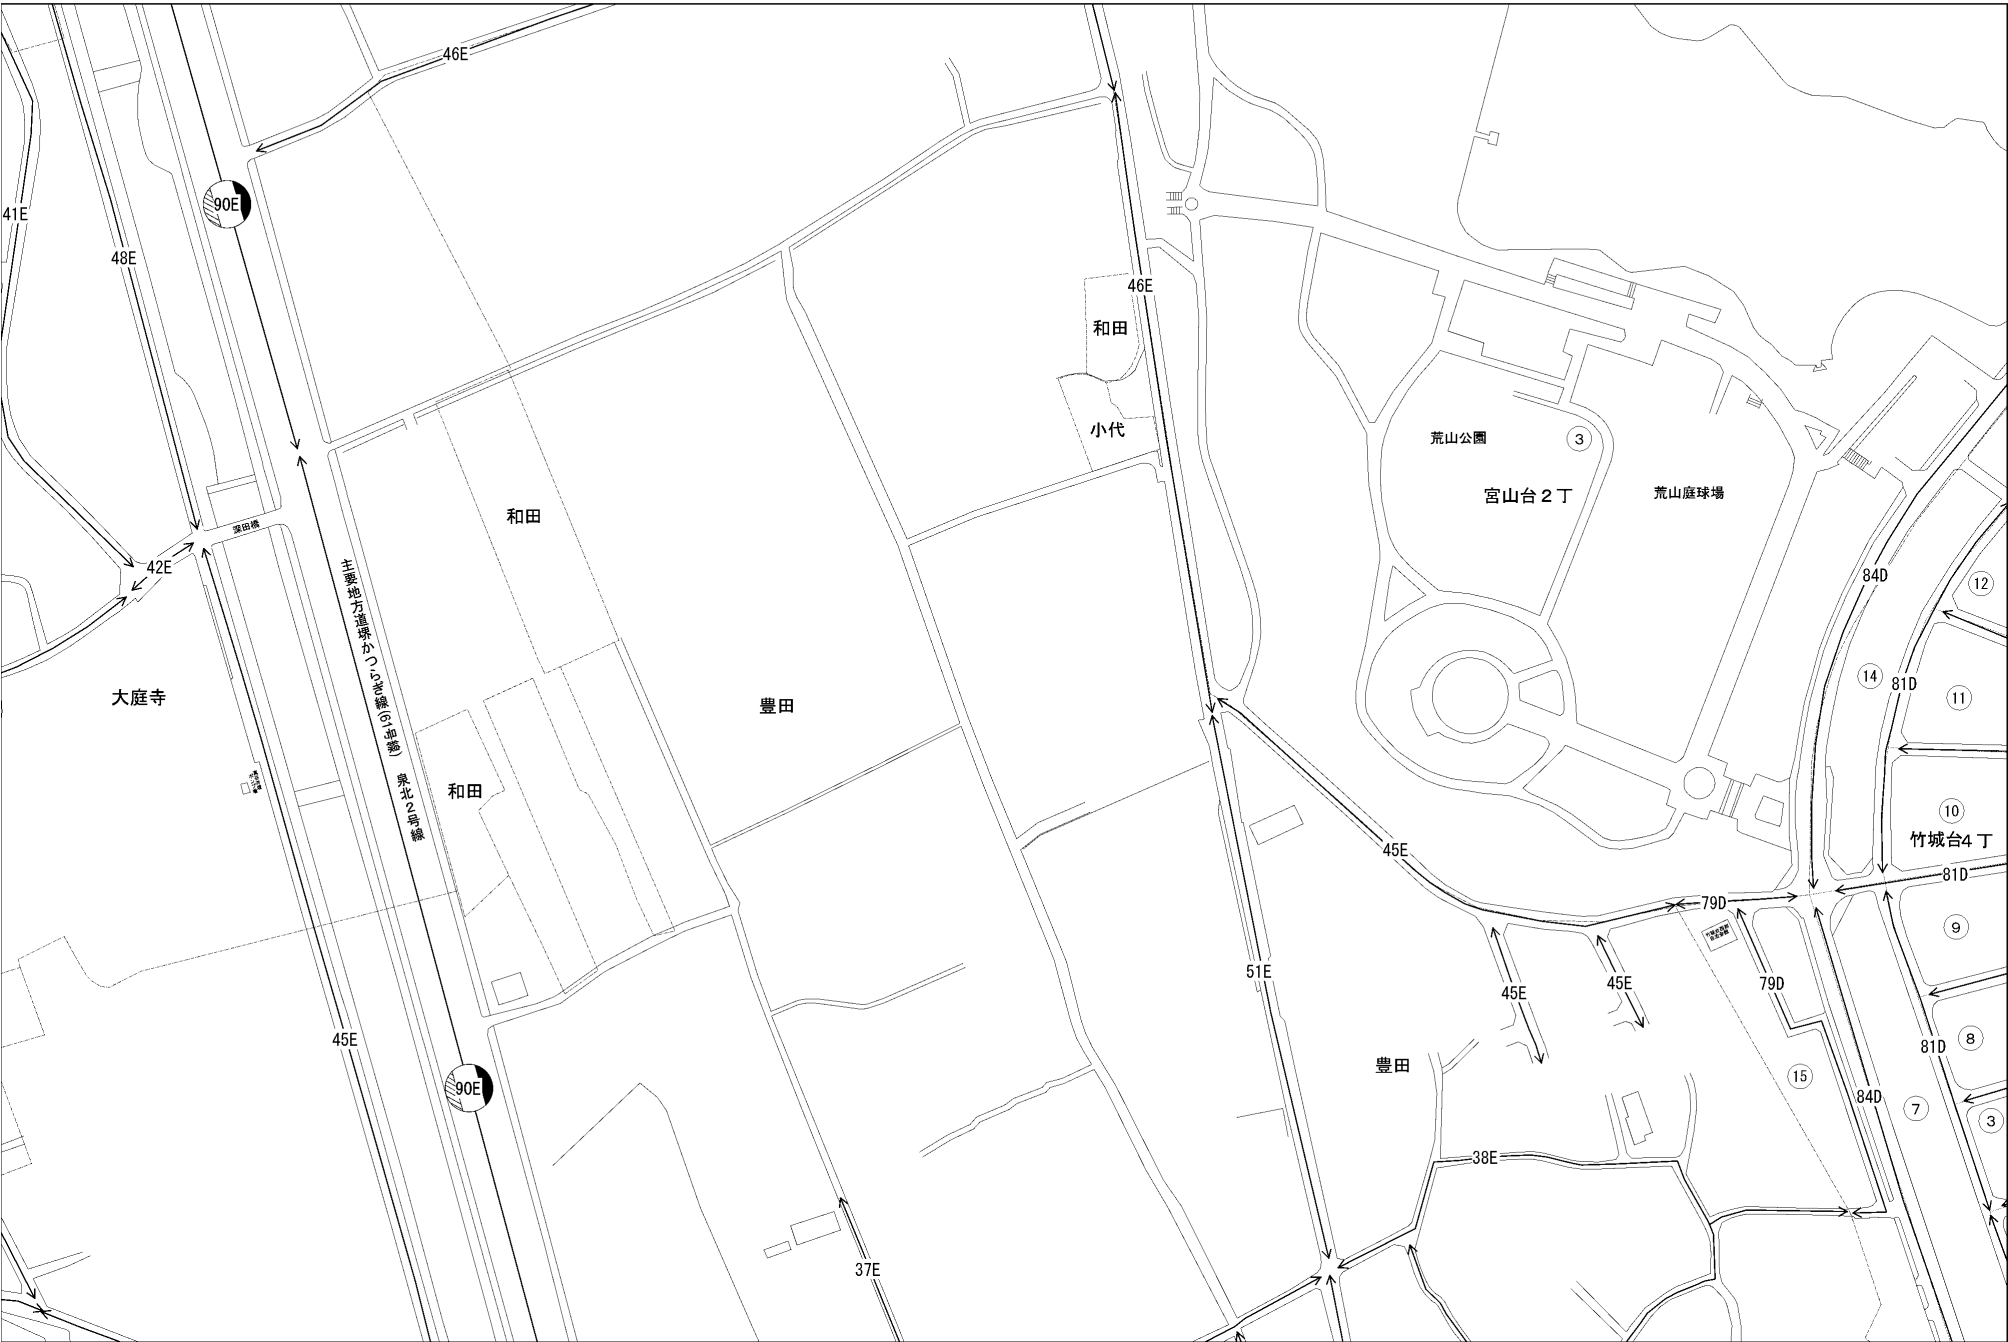 46E
90E
41E
48E
46E
和田
小代
荒山公園
③
宮山台２丁
荒山庭球場
和田
深田橋
42E
主要地方道堺かつらぎ線(61号線)　泉北２号線
84D
⑫
大庭寺
豊田
⑭
81D
⑪
和田
⑩
竹城台4丁
45E
81D
79D
⑨
51E
45E
45E
79D
45E
81D
⑧
豊田
⑮
90E
84D
⑦
③
38E
37E